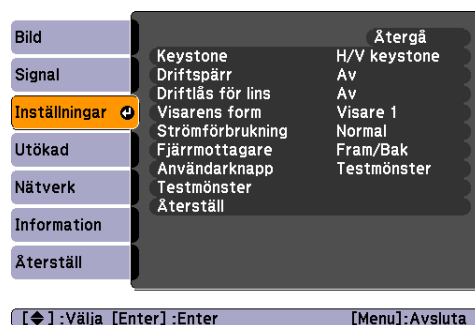 Bild
Signal
Inställningar
Utökad
Nätverk
Information
Återställ
Återgå
Keystone H/V keystone
Driftspärr Av
Driftlås för lins Av
Visarens form Visare 1
Strömförbrukning Normal
Fjärrmottagare Fram/Bak
Användarknapp Testmönster
Testmönster
Återställ
[◆] :Välja [Enter] :Enter [Menu]:Avsluta